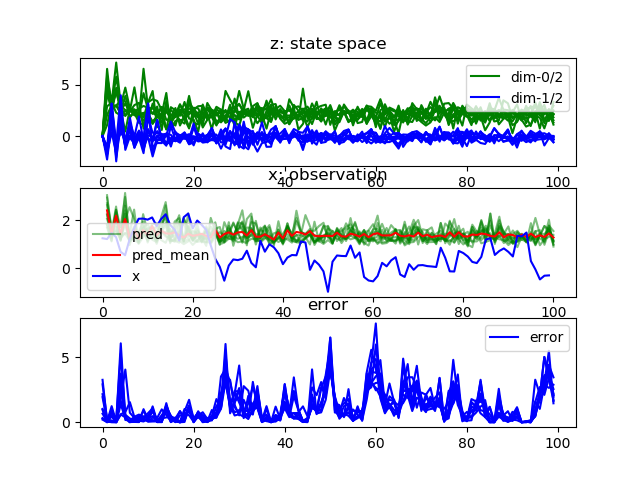 z: state space
5
0
dim-0/2
dim-1/2
0 20 40 60 80 100
x: observation
2
0
pred
pred_mean
x
0 20 40 60 80 100
error
5
0
error
0 20 40 60 80 100